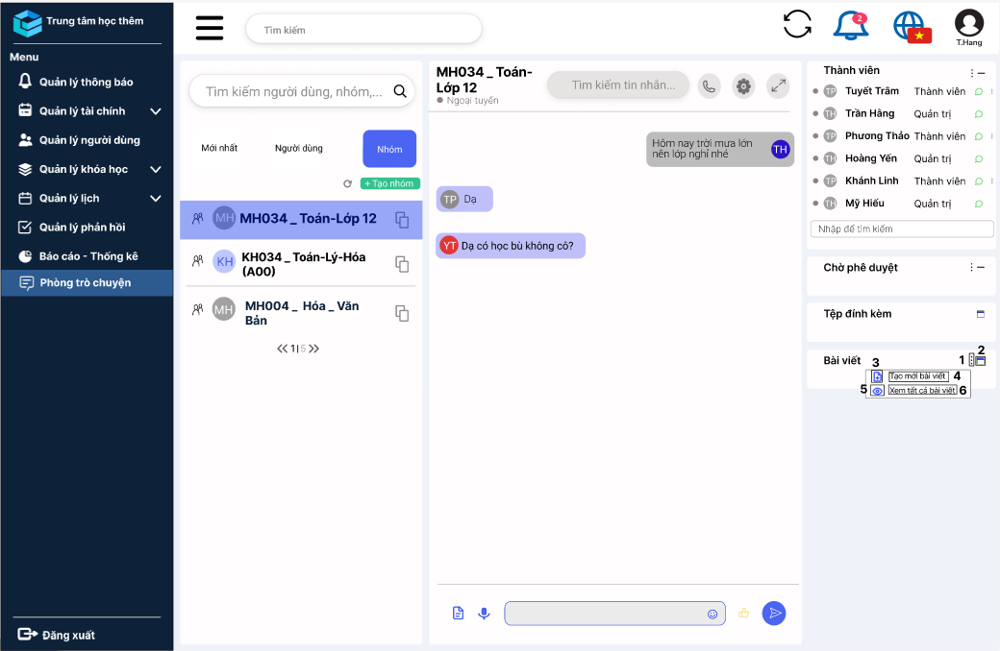 Trung tâm học thêm
Menu
Quản lý thông báo
Quản lý tài chính
Quản lý người dùng
Quản lý khóa học
Quản lý lịch
Quản lý phản hồi
Báo cáo - Thống kê
Phòng trò chuyện
Đăng xuất
Tìm kiếm
2
T.Hang
Tìm kiếm người dùng, nhóm,...
Mới nhất
Người dùng
Nhóm
+ Tạo nhóm
MH
MH034 _ Toán-Lớp 12
KH
KH034 _ Toán-Lý-Hóa
(A00)
MH
MH004 _ Hóa _ Văn
Bản
1|5
MH034 _ Toán-
Lớp 12
Ngoại tuyến
Tìm kiếm tin nhắn...
Hôm nay trời mưa lớn
nên lớp nghỉ nhé
TH
TP
Dạ
YT
Dạ có học bù không cô?
Thành viên
TP Tuyết Trâm Thành viên
TH Trần Hằng Quản trị
TP Phương Thảo Thành viên
TH Hoàng Yến Quản trị
TP Khánh Linh Thành viên
TH Mỹ Hiếu Quản trị
Nhập để tìm kiếm
Chờ phê duyệt
Tệp đính kèm
Bài viết
1
2
3
Tạo mới bài viết
4
5
Xem tất cả bài viết
6